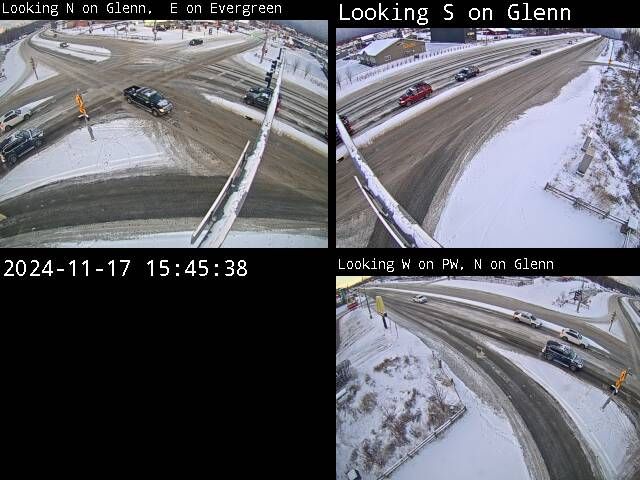 Looking N on Glenn,  E on Evergreen
Looking S on Glenn
2024-11-17 15:45:38
Looking W on PW, N on Glenn